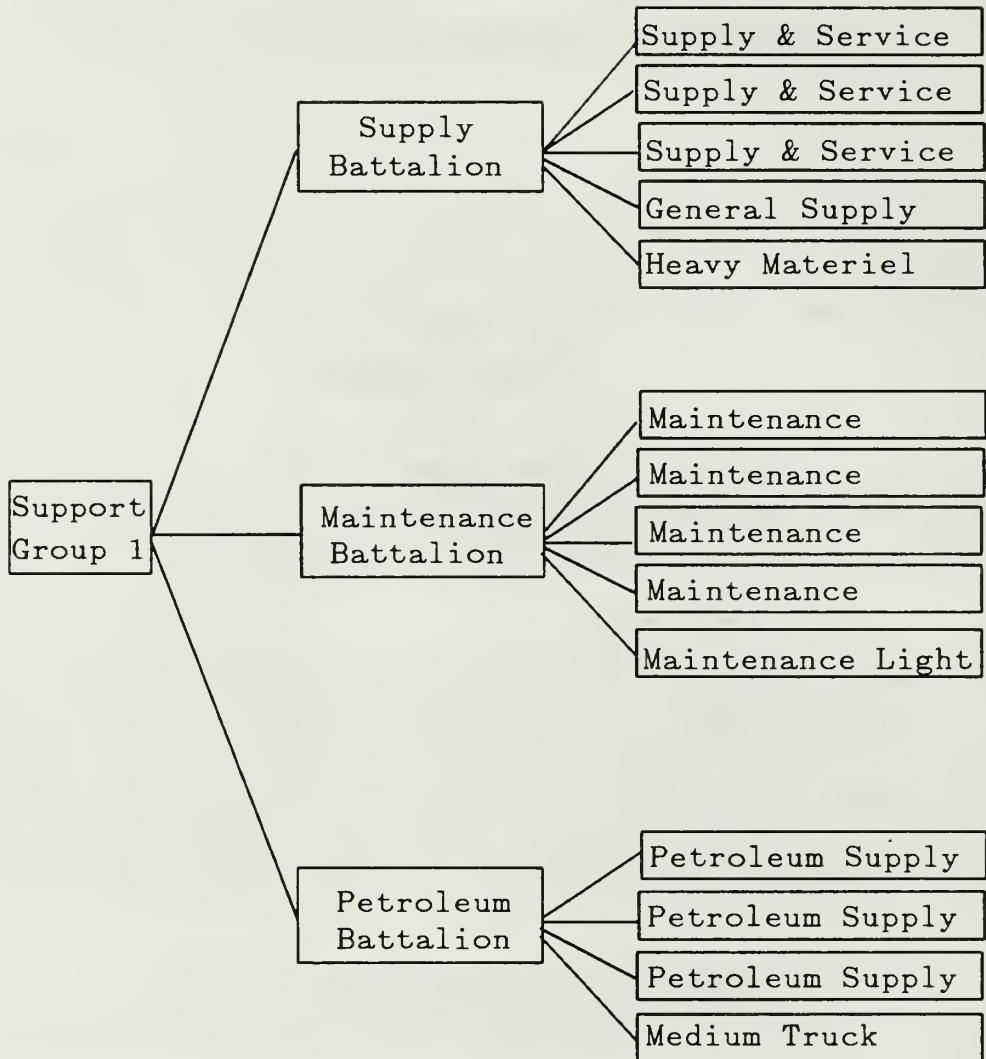 Support
Group 1
Supply
Battalion
Supply & Service
Supply & Service
Supply & Service
General Supply
Heavy Materiel
Maintenance
Battalion
Maintenance
Maintenance
Maintenance
Maintenance
Maintenance Light
Petroleum
Battalion
Petroleum Supply
Petroleum Supply
Petroleum Supply
Medium Truck